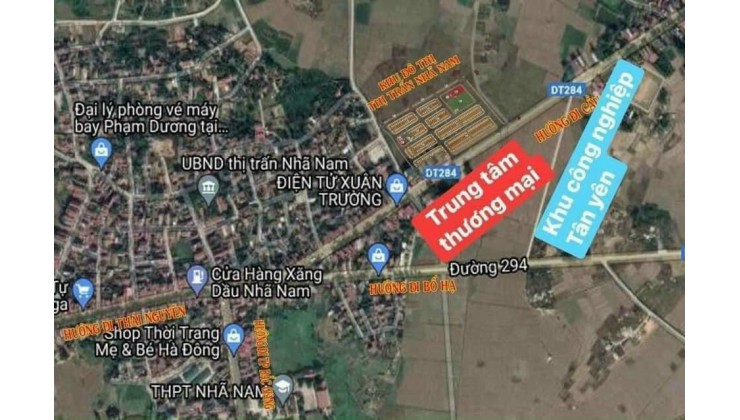 KHU ĐÔ THỊ
THỊ TRẤN NHÃ NAM
DT284
Đại lý phòng vé máy
bay Phạm Dương tại...
HƯỚNG ĐI
Khu công nghiệp
Tân yên
UBND thị trấn Nhã Nam
DT284
ĐIỆN TỬ XUÂN
TRƯỜNG
Trung tâm
thương mại
Đường 294
Cửa Hàng Xăng
Dầu Nhã Nam
HƯỚNG ĐI BỐ HẠ
Tự
ga
HƯỚNG ĐI THÁI NGUYÊN
Shop Thời Trang
Mẹ & Bé Hà Đông
THPT NHÃ NAM